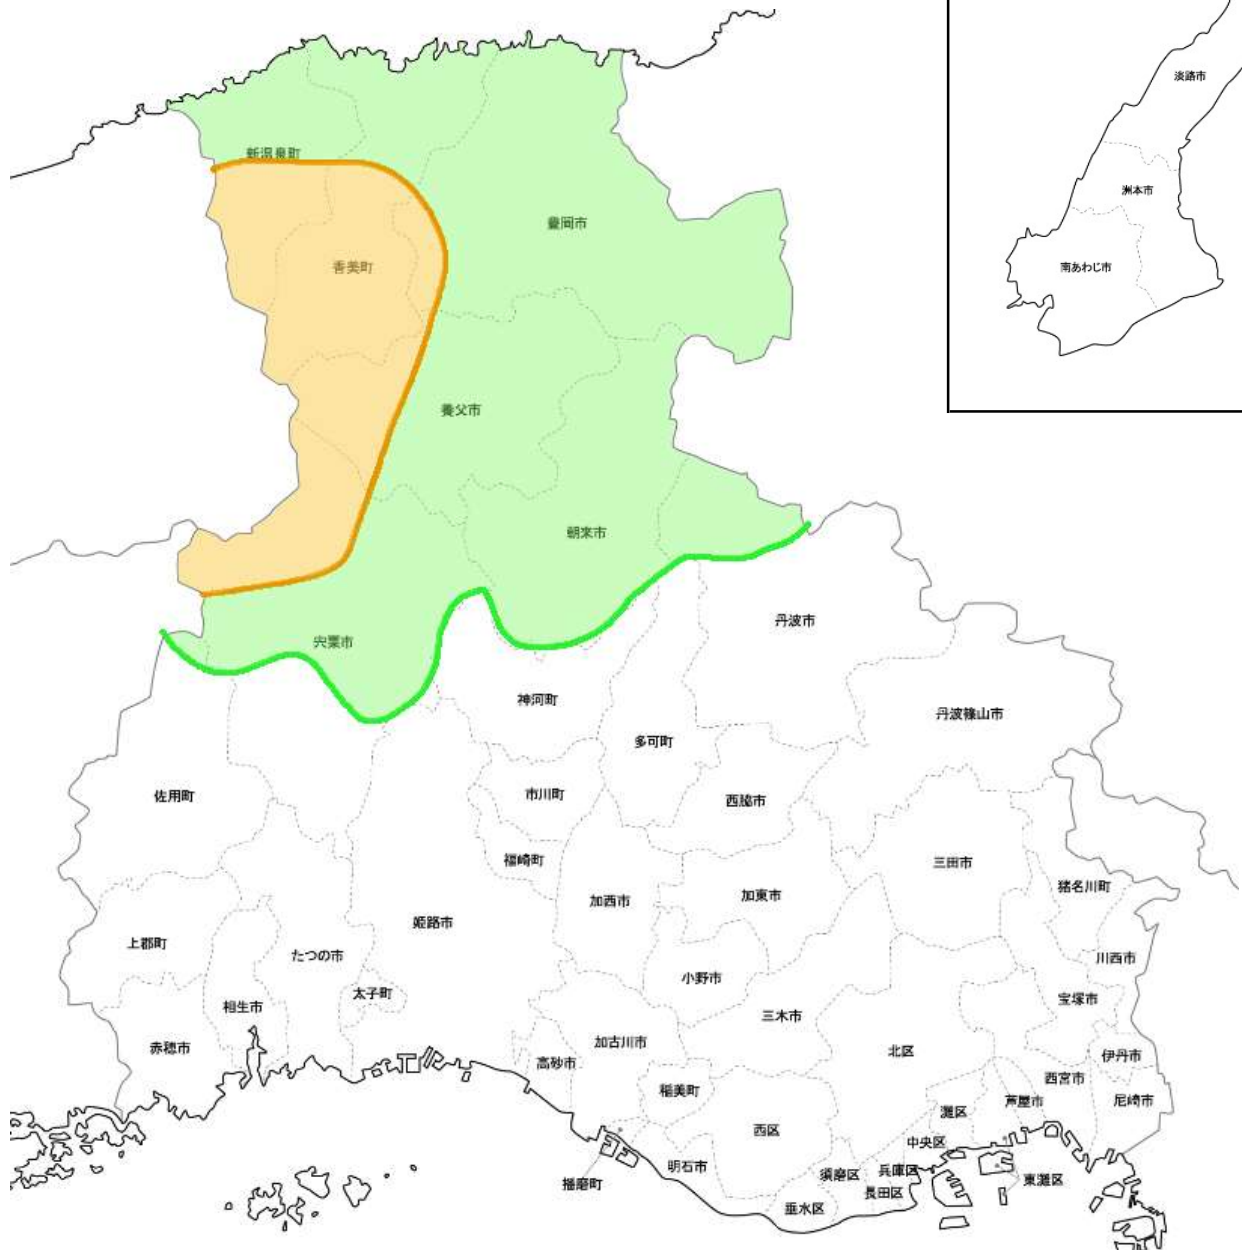 淡路市
新温泉町
洲本市
豊岡市
香美町
南あわじ市
養父市
朝来市
宍粟市
丹波市
神河町
丹波篠山市
多可町
佐用町
市川町
西脇市
福崎町
三田市
猪名川町
加西市
加東市
姫路市
上郡町
たつの市
川西市
小野市
太子町
宝塚市
相生市
三木市
加古川市
赤穂市
北区
伊丹市
高砂市
西宮市
稲美町
芦屋市
尼崎市
灘区
西区
中央区
明石市
須磨区
兵庫区
東灘区
播磨町
長田区
垂水区